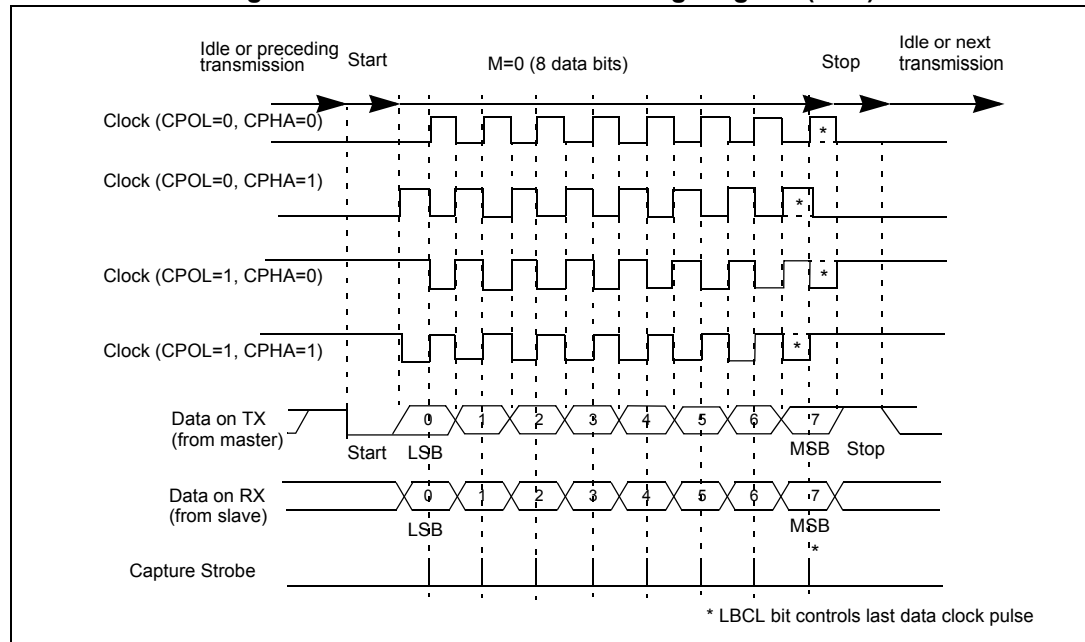 Idle or preceding
transmission
Start
M=0 (8 data bits)
Stop
Idle or next
transmission
Clock (CPOL=0, CPHA=0)
*
Clock (CPOL=0, CPHA=1)
*
Clock (CPOL=1, CPHA=0)
*
Clock (CPOL=1, CPHA=1)
*
Data on TX
(from master)
0 1 2 3 4 5 6 7
Start LSB MSB Stop
Data on RX
(from slave)
0 1 2 3 4 5 6 7
LSB MSB
*
Capture Strobe
* LBCL bit controls last data clock pulse